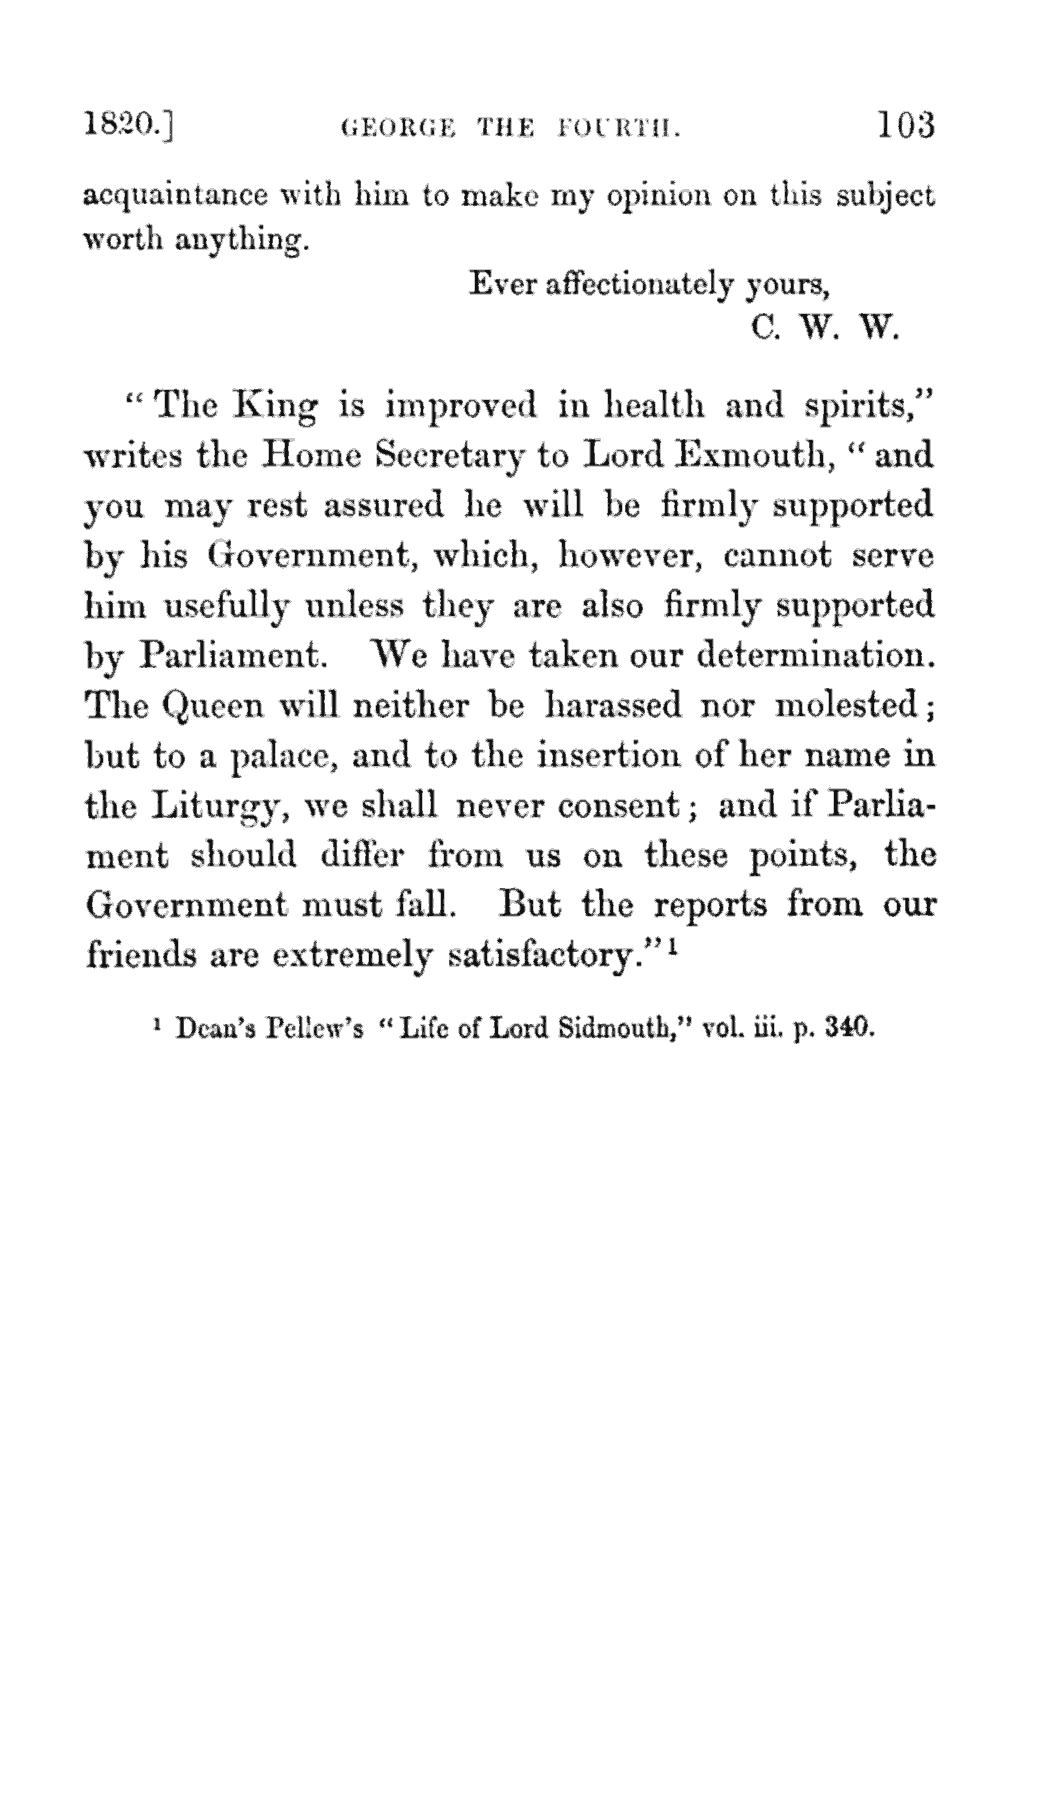 1820.] GEORGE THE FOURTH. 103
acquaintance with him to make my opinion on this subject
worth anything.
Ever affectionately yours,
C. W. W.
“The King is improved in health and spirits,”
writes the Home Secretary to Lord Exmouth, “and
you may rest assured he will be firmly supported
by his Government, which, however, cannot serve
him usefully unless they are also firmly supported
by Parliament. We have taken our determination.
The Queen will neither be harassed nor molested;
but to a palace, and to the insertion of her name in
the Liturgy, we shall never consent; and if Parlia-
ment should differ from us on these points, the
Government must fall. But the reports from our
friends are extremely satisfactory.”¹
¹ Dean's Pellew's “Life of Lord Sidmouth,” vol. iii. p. 340.